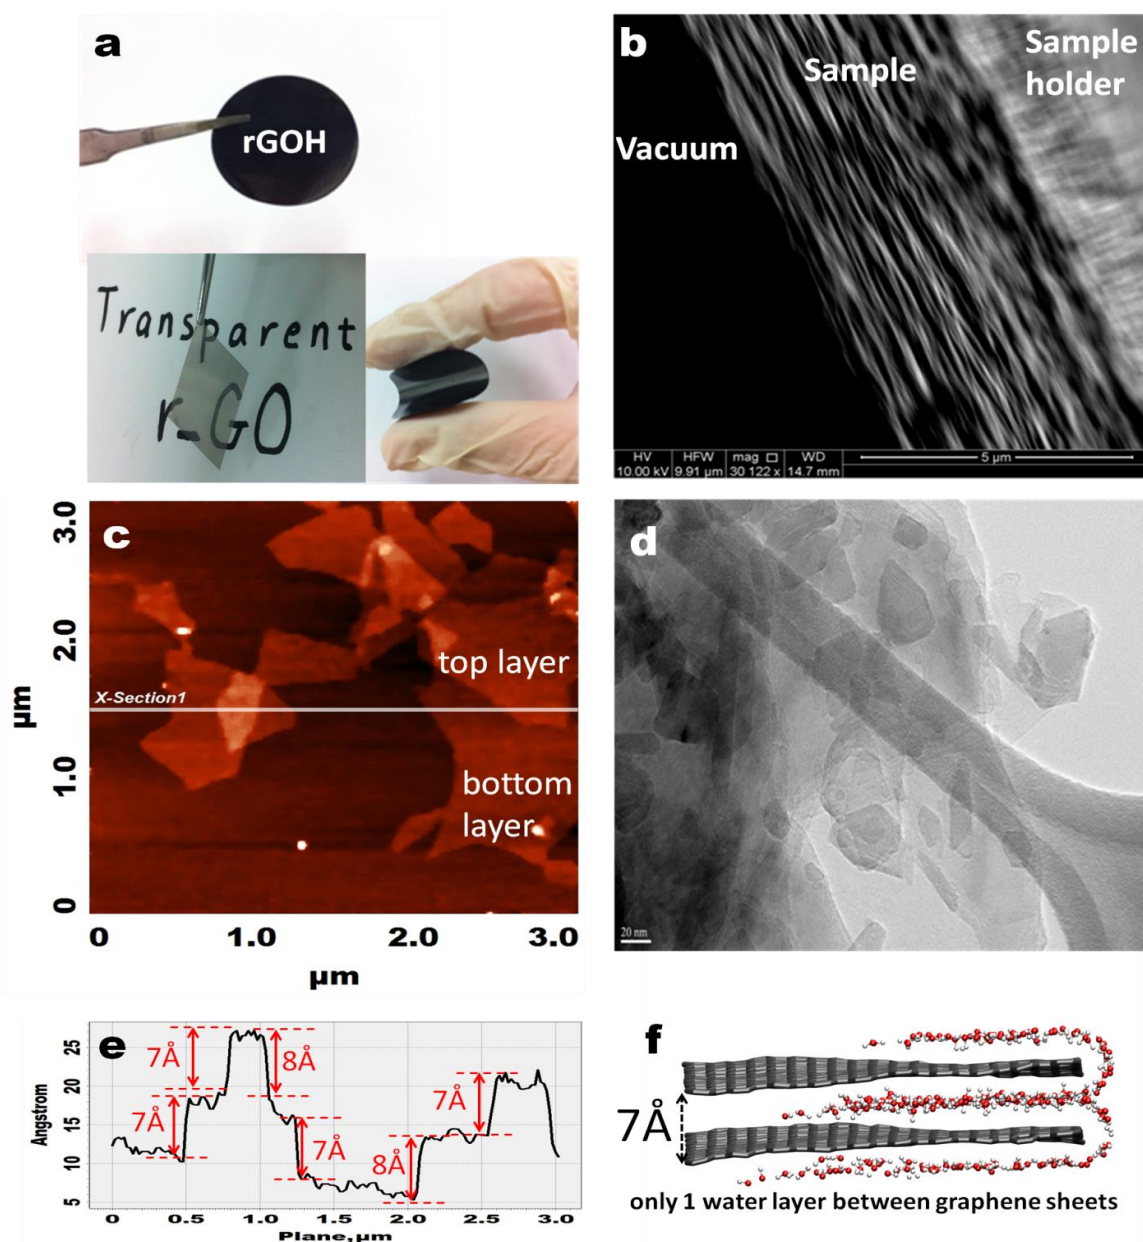 a
rGOH
Transparent
r-GO
b
Sample
Sample
holder
Vacuum
HV HFW mag □ WD
10.00 kV 9.91 µm 30 122 x 14.7 mm 5 µm
c
3.0
2.0
1.0
0
µm
top layer
X-Section1
bottom
layer
0 1.0 2.0 3.0
µm
d
20 nm
e
Angstrom
25
20
15
10
5
7Å
8Å
7Å
7Å
7Å
8Å
0 0.5 1.0 1.5 2.0 2.5 3.0
Plane,µm
f
7Å
only 1 water layer between graphene sheets